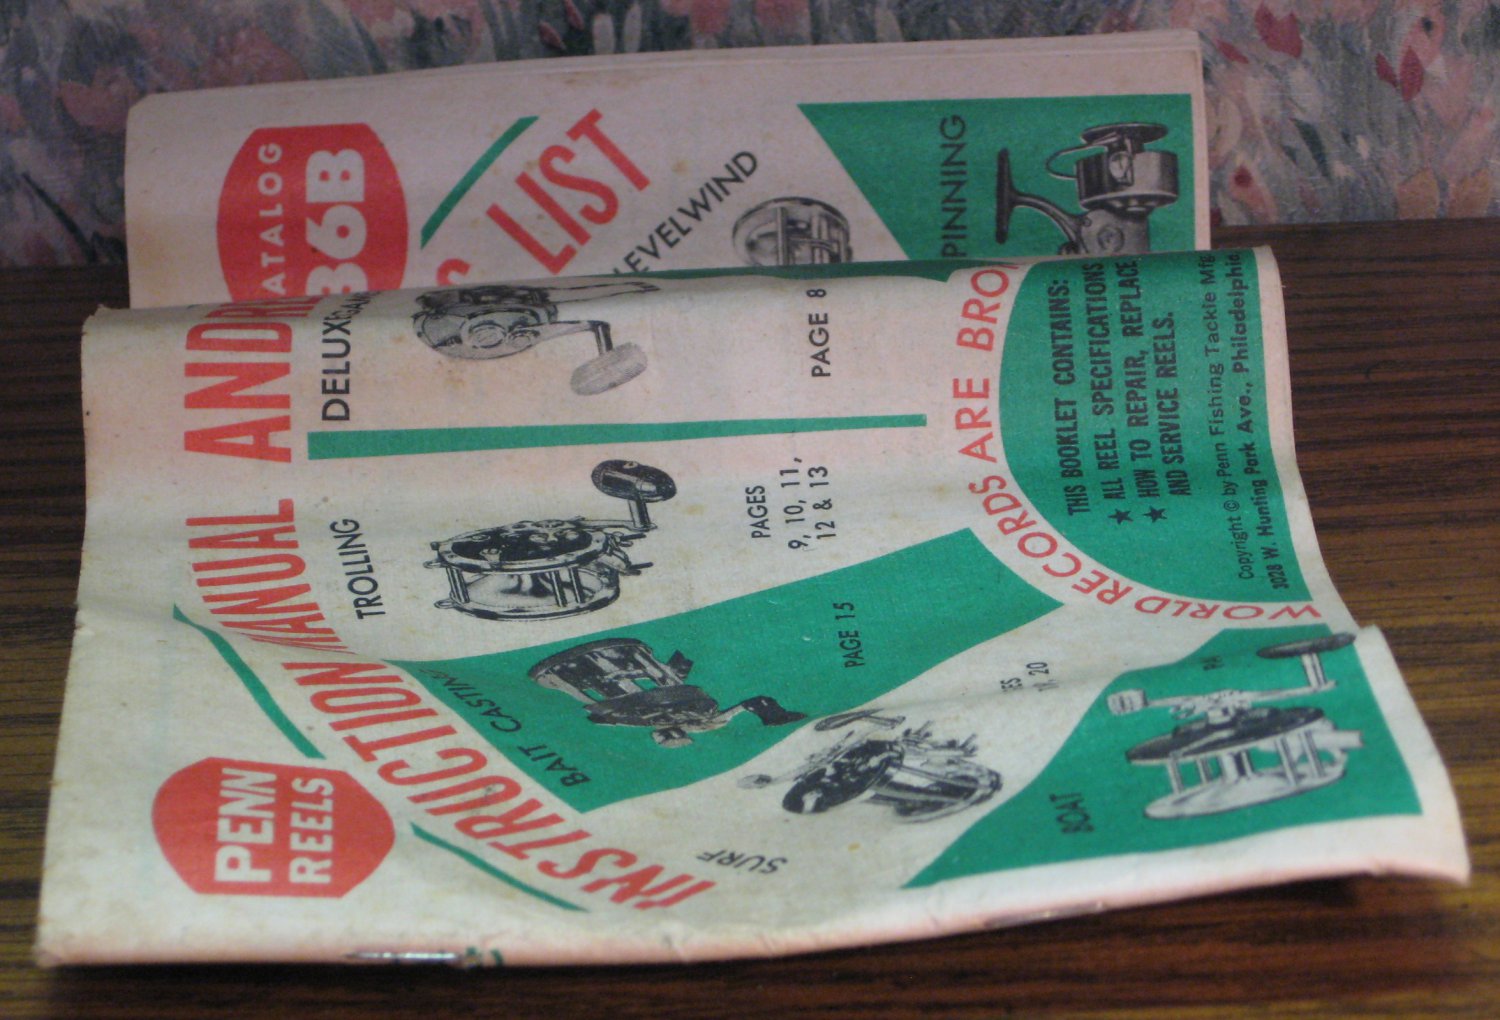 PENN
REELS
INSTRUCTION MANUAL AND
LIST
CATALOG
36B
SURF
BAIT CASTING
PAGE 15
TROLLING
PAGES
9, 10, 11,
12 & 13
DELUXE
PAGE 8
LEVELWIND
SPINNING
BOAT
20
WORLD RECORDS ARE BRO
THIS BOOKLET CONTAINS:
★ ALL REEL SPECIFICATIONS
★ HOW TO REPAIR, REPLACE
AND SERVICE REELS.
Copyright © by Penn Fishing Tackle Mfg
3028 W. Hunting Park Ave., Philadelphia